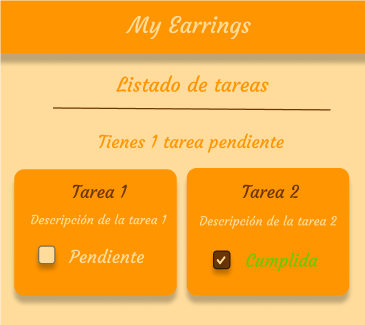 My Earrings
Listado de tareas
Tienes 1 tarea pendiente
Tarea 1
Descripción de la tarea 1
Pendiente
Tarea 2
Descripción de la tarea 2
Cumplida